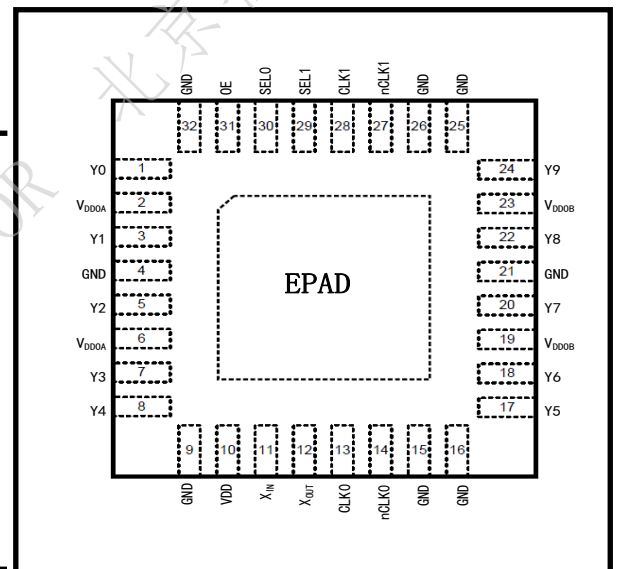 北京
OR
GND OE SEL0 SEL1 CLK1 nCLK1 GND GND
32 31 30 29 28 27 26 25
Y0 1 24 Y9
VDDOA 2 23 VDDOB
Y1 3 22 Y8
GND 4 21 GND
EPAD
Y2 5 20 Y7
VDDOA 6 19 VDDOB
Y3 7 18 Y6
Y4 8 17 Y5
9 10 11 12 13 14 15 16
GND VDD XIN XOUT CLK0 nCLK0 GND GND